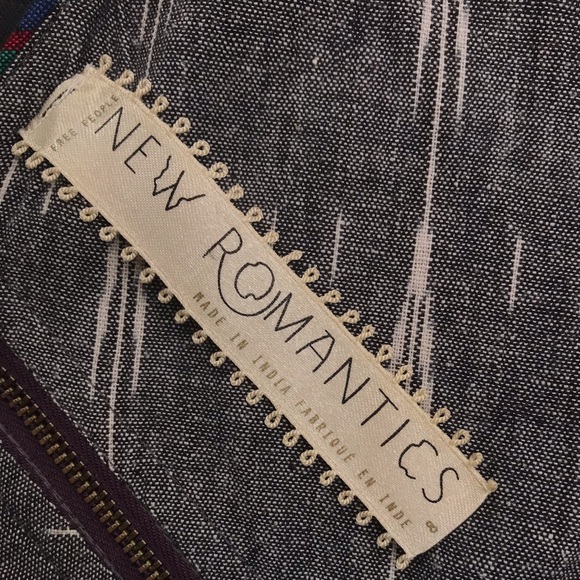 FREE PEOPLE
NEW ROMANTICS
MADE IN INDIA FABRIQUÉ EN INDE 8